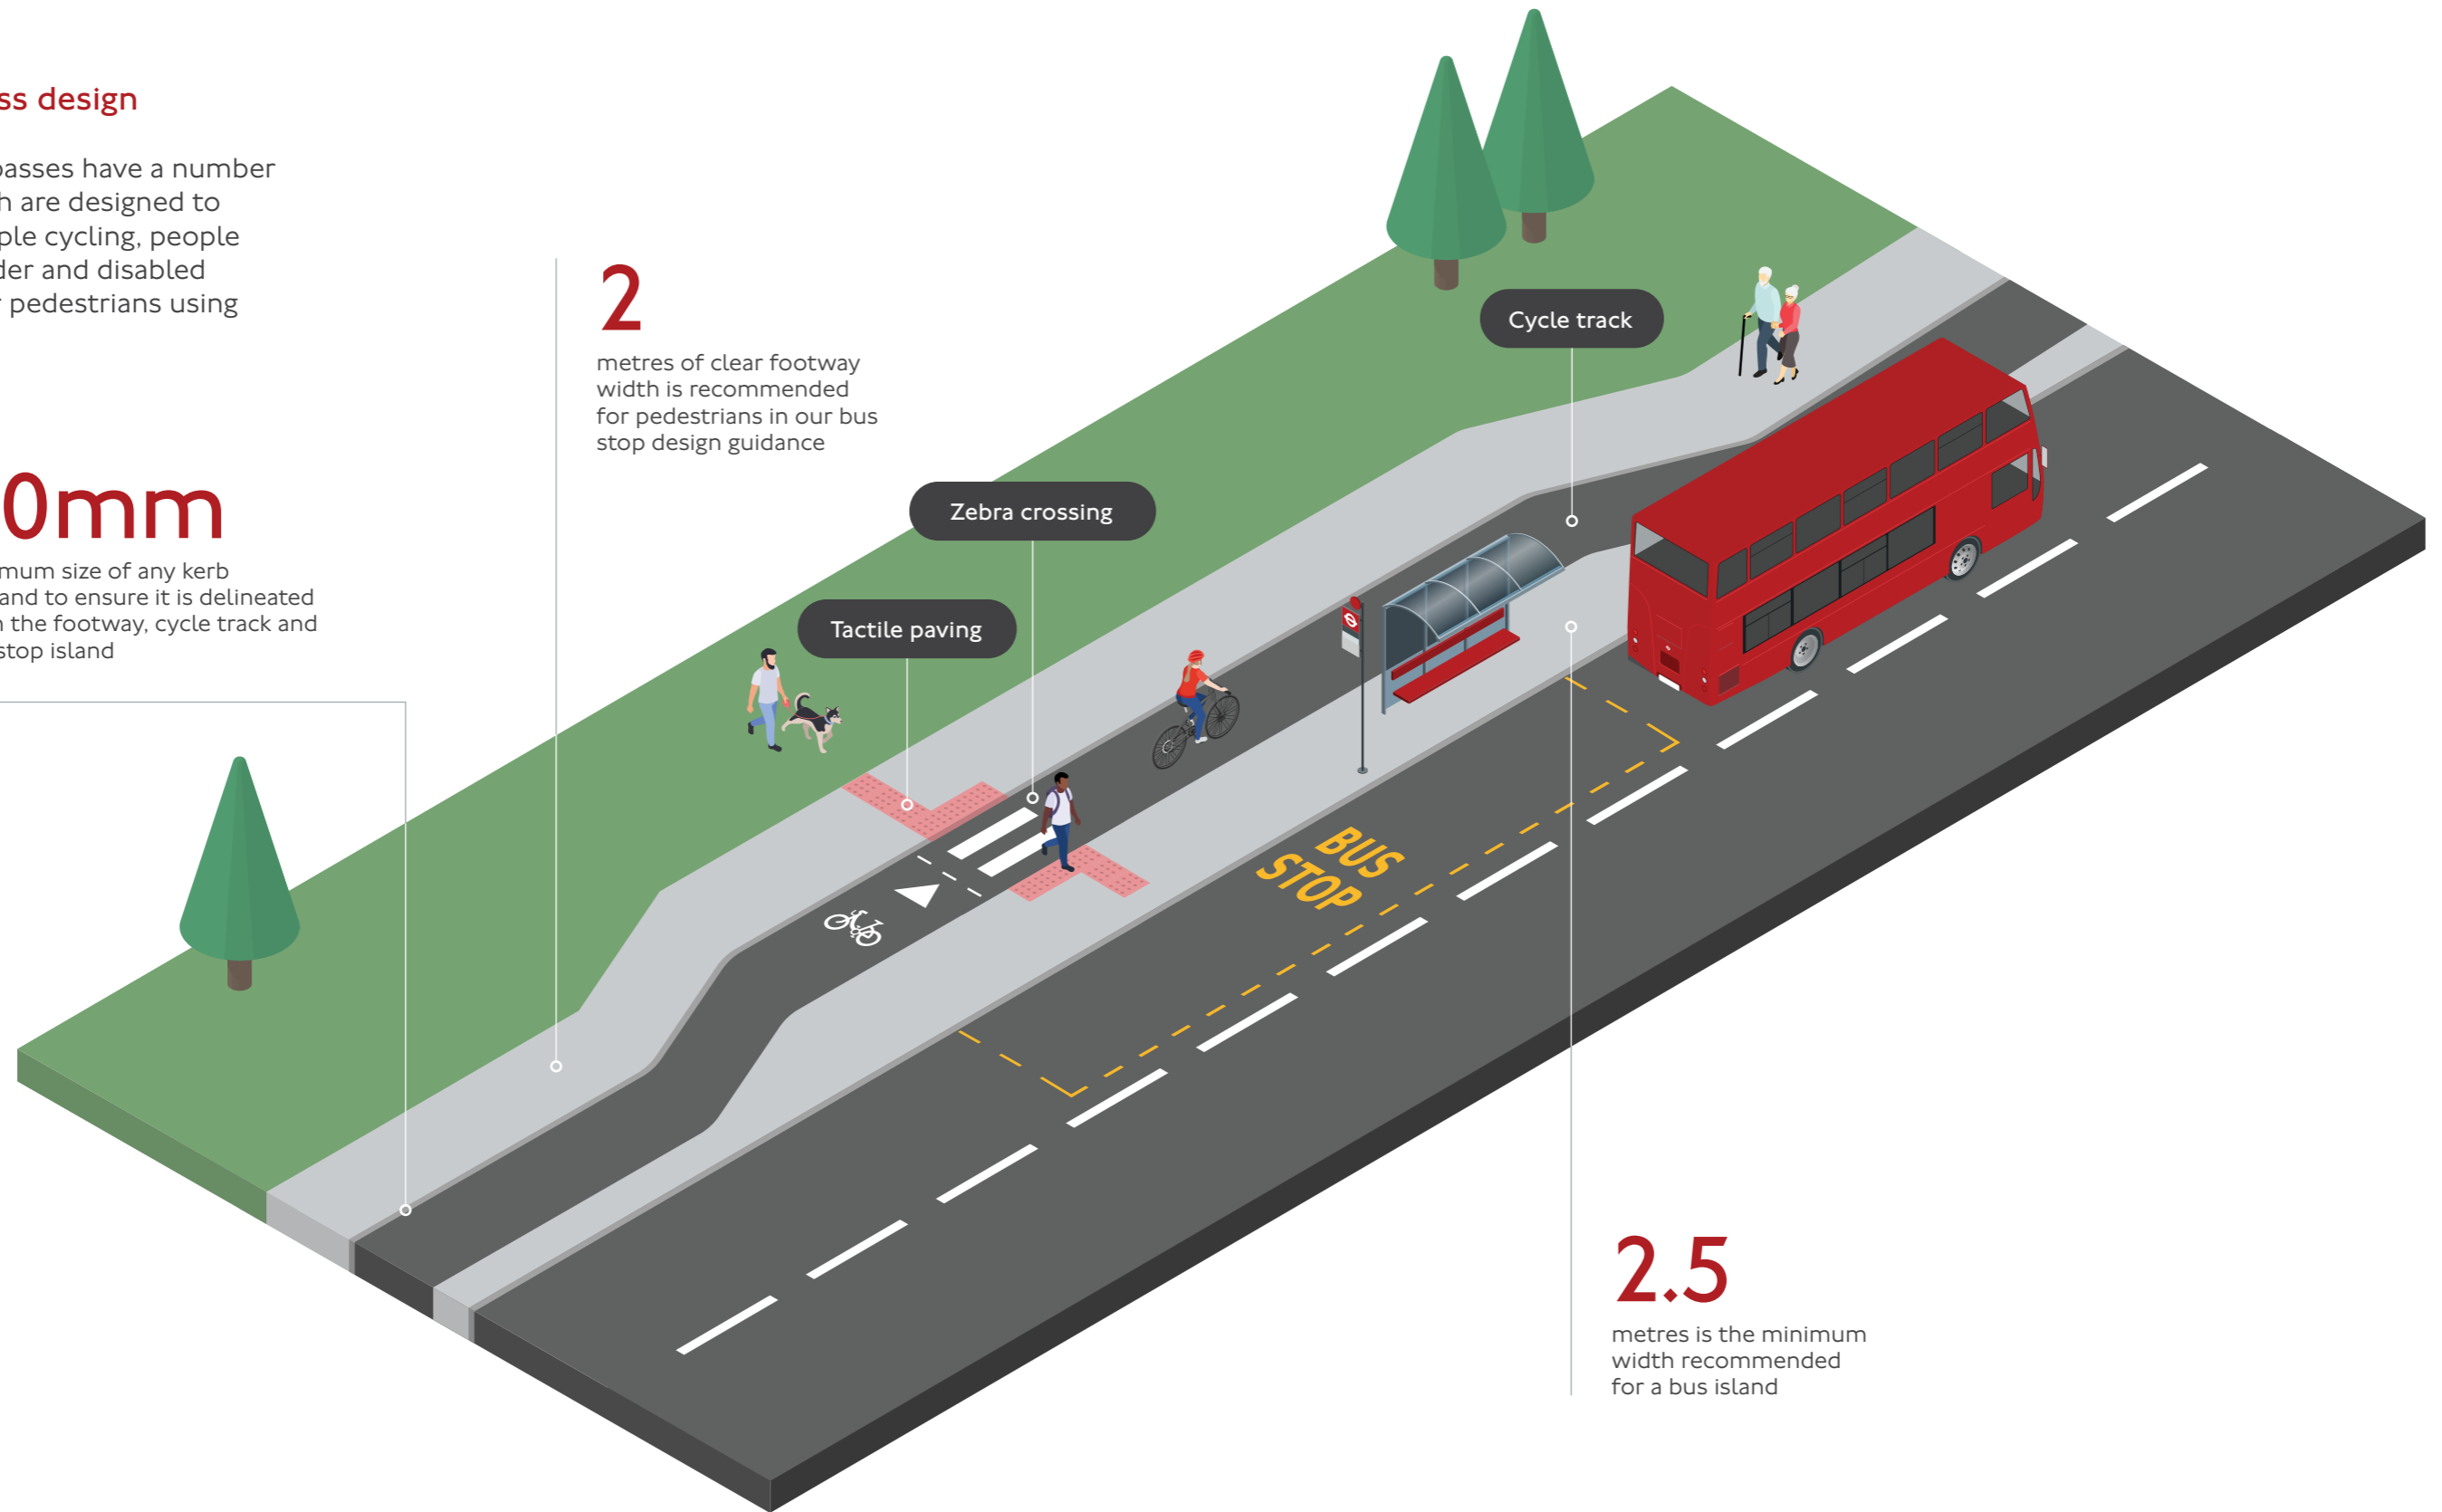 ss design
passes have a number
h are designed to
ple cycling, people
der and disabled
r pedestrians using
0mm
mum size of any kerb
and to ensure it is delineated
n the footway, cycle track and
stop island
2
metres of clear footway
width is recommended
for pedestrians in our bus
stop design guidance
Cycle track
Zebra crossing
Tactile paving
BUS
STOP
2.5
metres is the minimum
width recommended
for a bus island